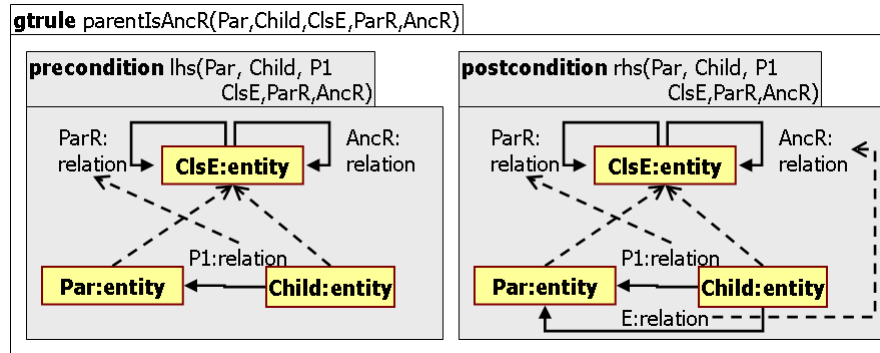 gtrule parentIsAncR(Par,Child,ClsE,ParR,AncR)
precondition lhs(Par, Child, P1
ClsE,ParR,AncR)
ParR:
relation
AncR:
relation
ClsE:entity
P1:relation
Par:entity
Child:entity
postcondition rhs(Par, Child, P1
ClsE,ParR,AncR)
ParR:
relation
AncR:
relation
ClsE:entity
P1:relation
Par:entity
Child:entity
E:relation